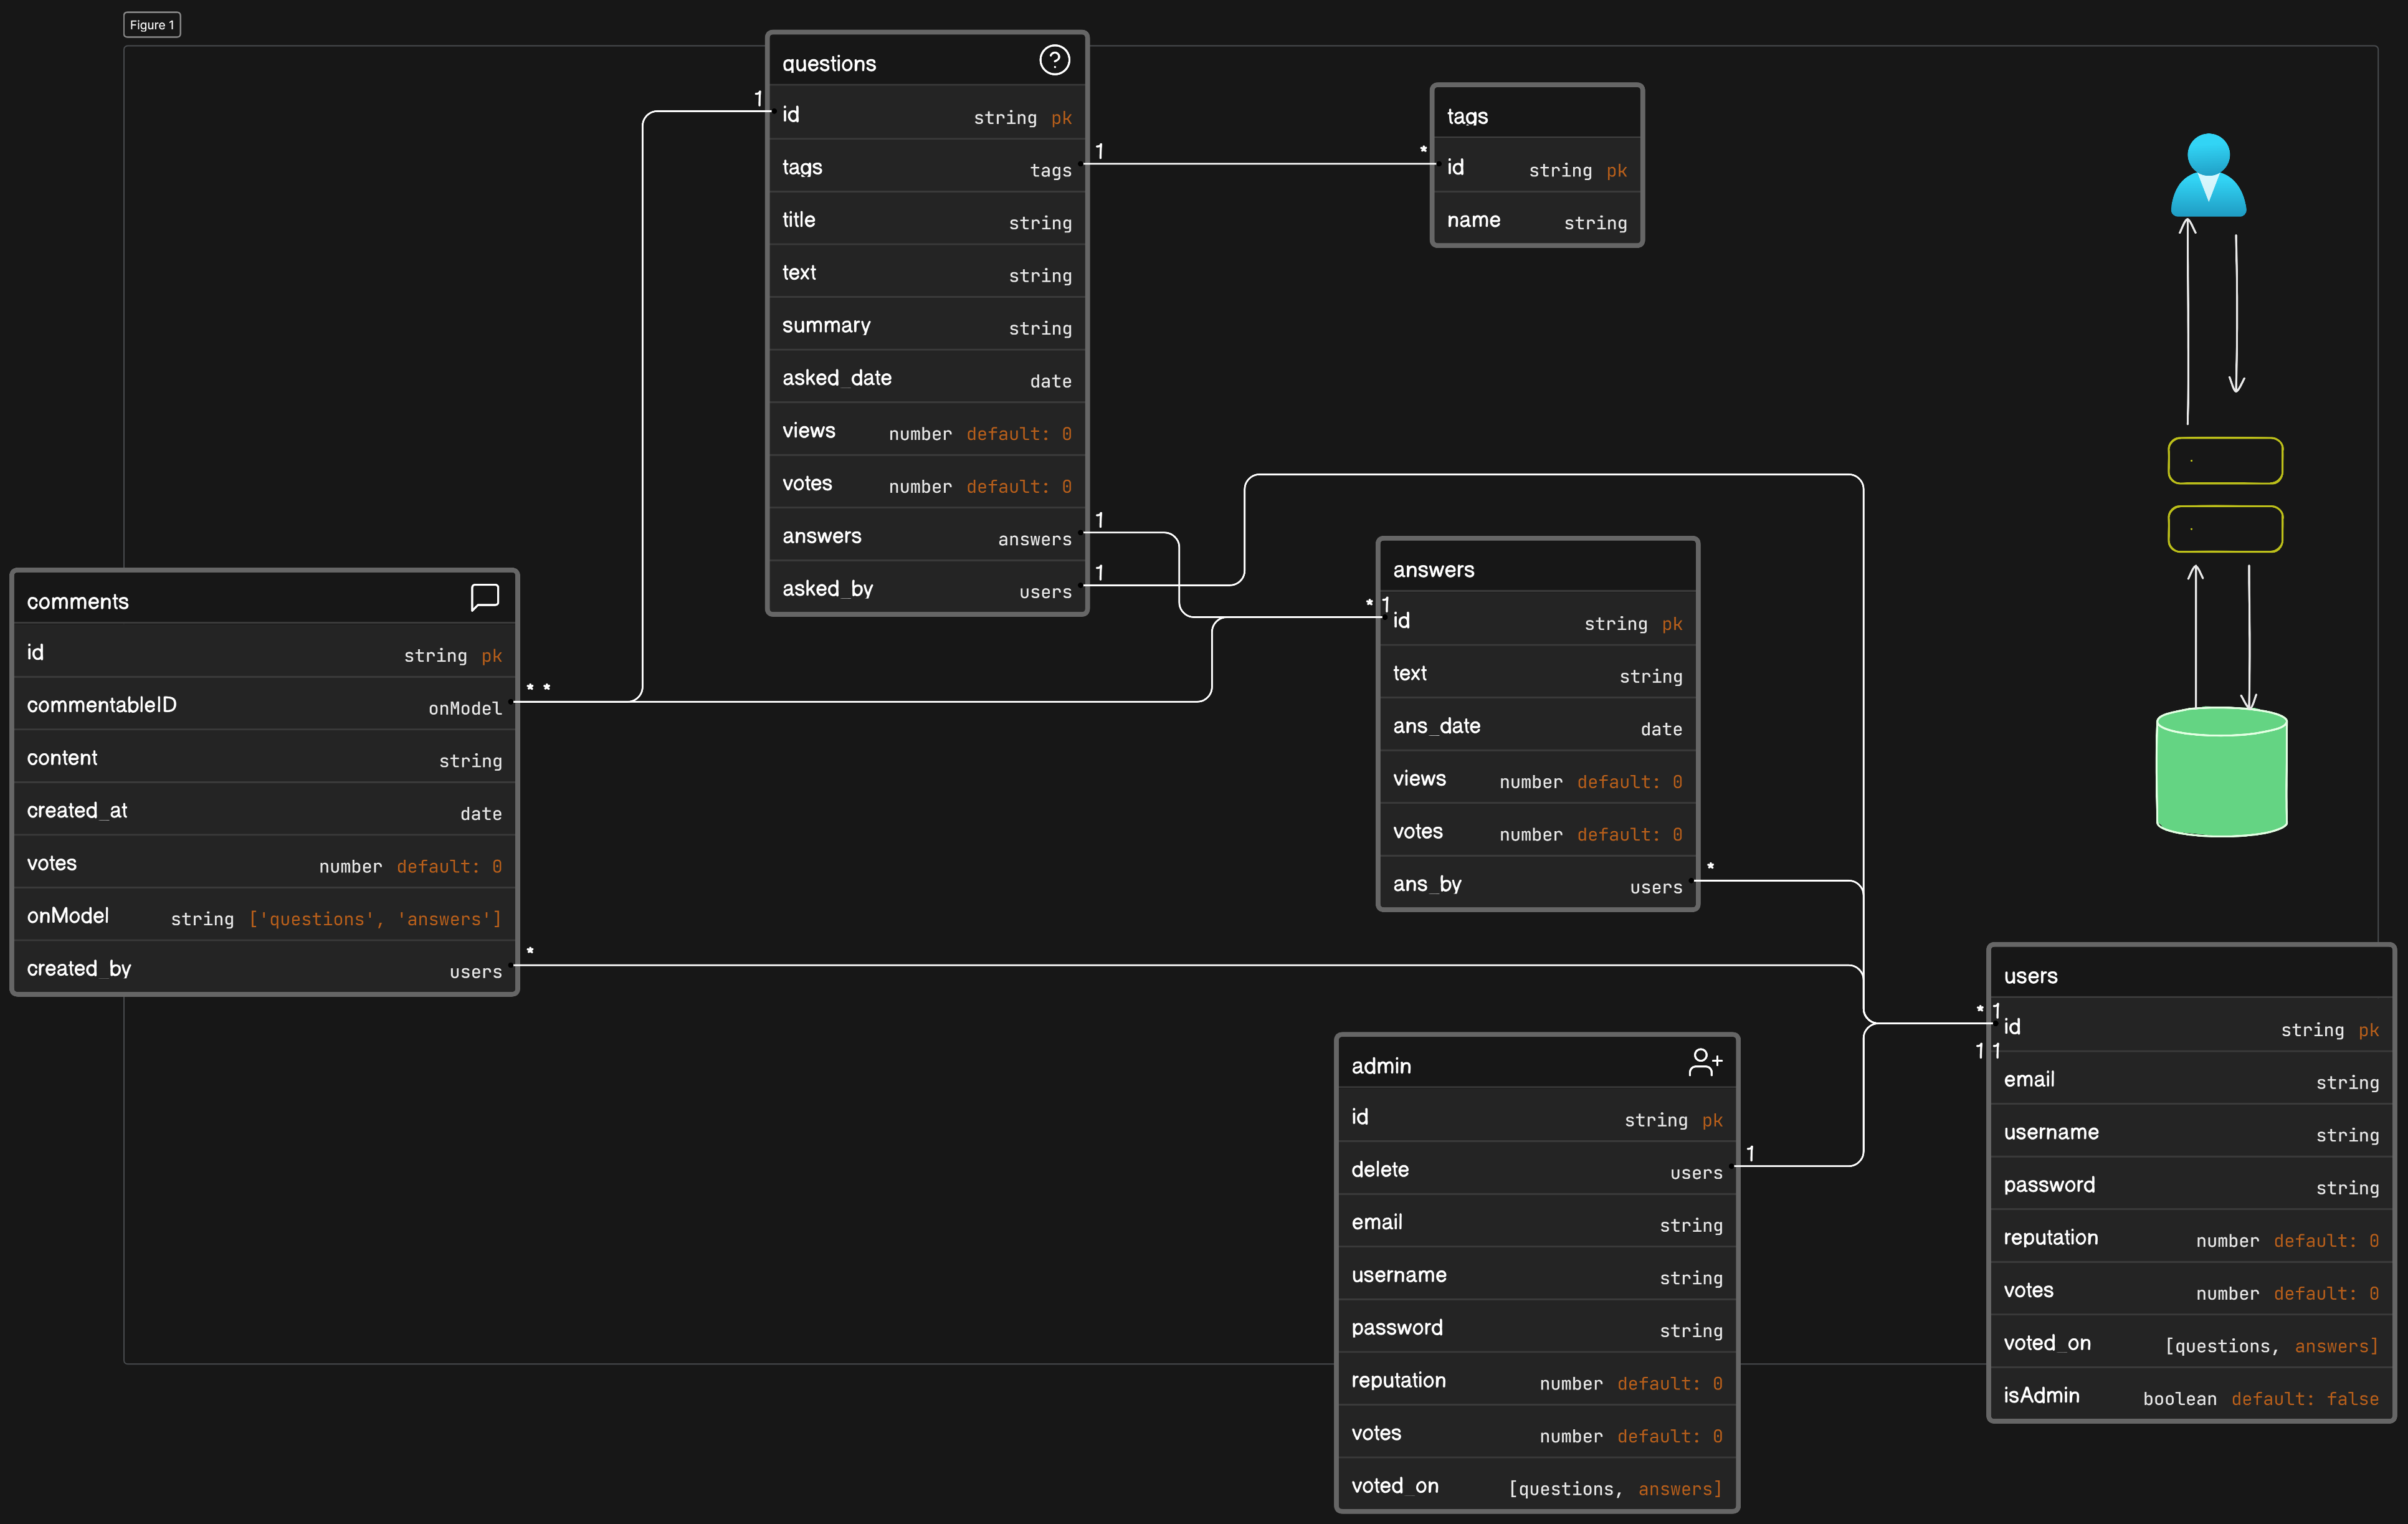 Figure 1
questions
id string pk
tags tags
title string
text string
summary string
asked_date date
views number default: 0
votes number default: 0
answers answers
asked_by users
1
1
1
1
tags
id string pk
name string
*
comments
id string pk
commentableID onModel
content string
created_at date
votes number default: 0
onModel string ['questions', 'answers']
created_by users
* *
*
answers
id string pk
text string
ans_date date
views number default: 0
votes number default: 0
ans_by users
* 1
*
admin
id string pk
delete users
email string
username string
password string
reputation number default: 0
votes number default: 0
voted_on [questions, answers]
1
users
id string pk
email string
username string
password string
reputation number default: 0
votes number default: 0
voted_on [questions, answers]
isAdmin boolean default: false
* 1
1 1